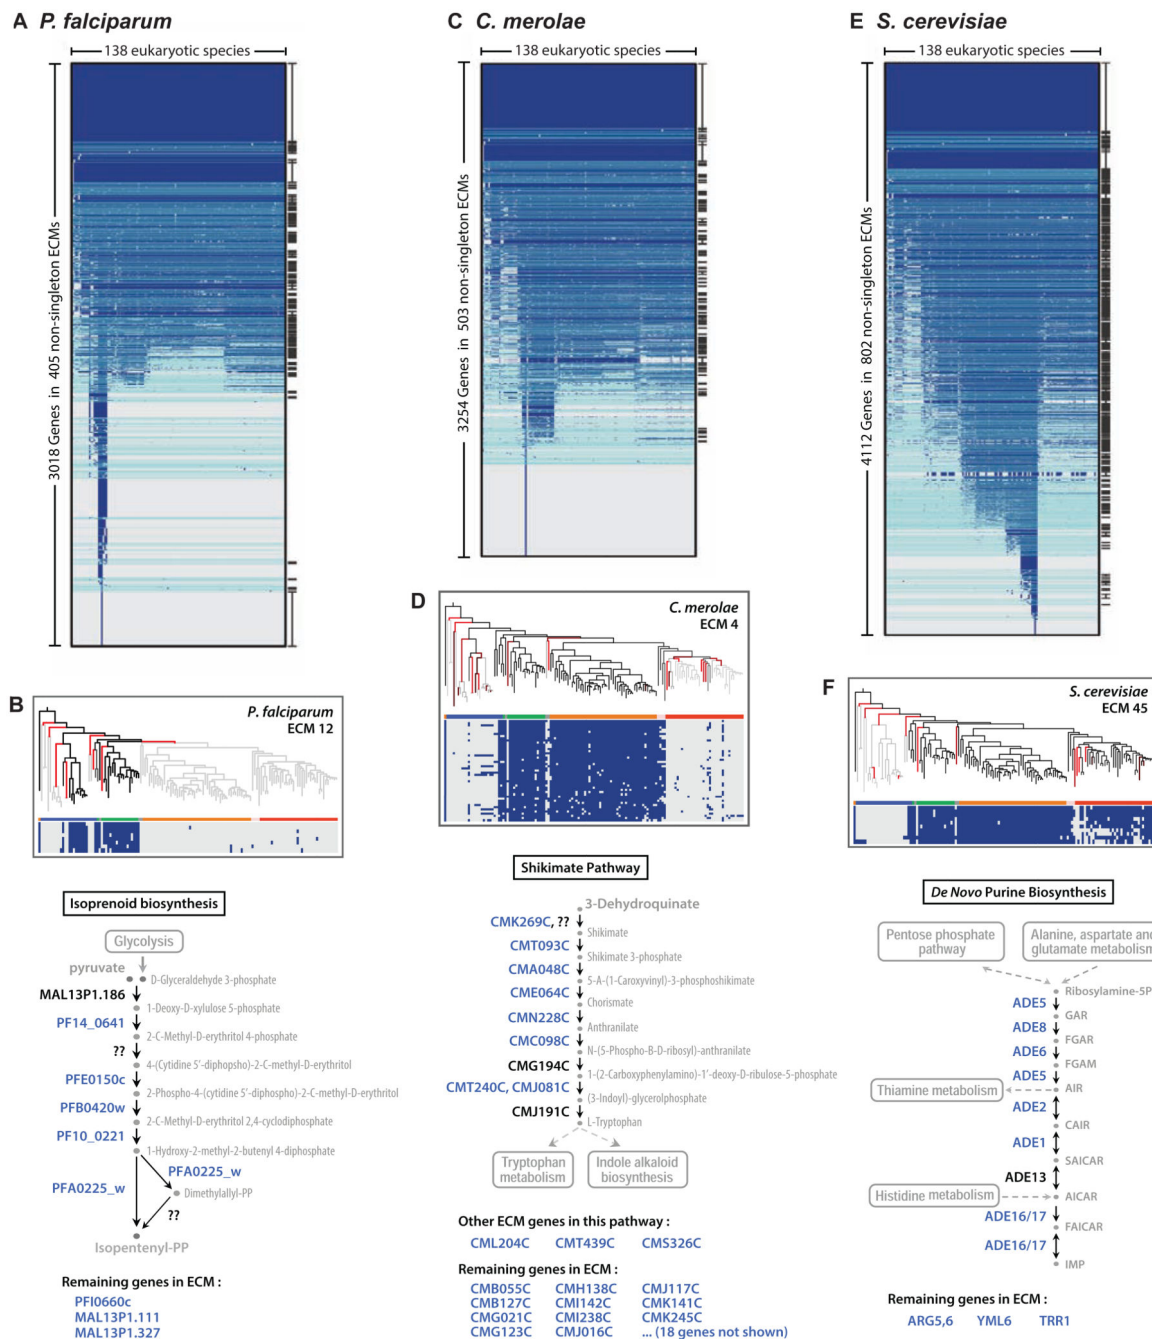 A P. falciparum
138 eukaryotic species
3018 Genes in 405 non-singleton ECMs
B
P. falciparum
ECM 12
Isoprenoid biosynthesis
Glycolysis
pyruvate
D-Glyceraldehyde 3-phosphate
MAL13P1.186
1-Deoxy-D-xylulose 5-phosphate
PF14_0641
2-C-Methyl-D-erythritol 4-phosphate
??
4-(Cytidine 5'-diphopsho)-2-C-methyl-D-erythritol
PFE0150c
2-Phospho-4-(cytidine 5'-diphospho)-2-C-methyl-D-erythritol
PFB0420w
2-C-Methyl-D-erythritol 2,4-cyclodiphosphate
PF10_0221
1-Hydroxy-2-methyl-2-butenyl 4-diphosphate
PFA0225_w
PFA0225_w
Dimethylallyl-PP
??
Isopentenyl-PP
Remaining genes in ECM :
PFI0660c
MAL13P1.111
MAL13P1.327
C C. merolae
138 eukaryotic species
3254 Genes in 503 non-singleton ECMs
D
C. merolae
ECM 4
Shikimate Pathway
3-Dehydroquinate
CMK269C, ??
Shikimate
CMT093C
Shikimate 3-phosphate
CMA048C
5-A-(1-Caroxyvinyl)-3-phosphoshikimate
CME064C
Chorismate
CMN228C
Anthranilate
CMC098C
N-(5-Phospho-B-D-ribosyl)-anthranilate
CMG194C
1-(2-Carboxyphenylamino)-1'-deoxy-D-ribulose-5-phosphate
CMT240C, CMJ081C
(3-Indoyl)-glycerolphosphate
CMJ191C
L-Tryptophan
Tryptophan metabolism
Indole alkaloid biosynthesis
Other ECM genes in this pathway :
CML204C CMT439C CMS326C
Remaining genes in ECM :
CMB055C CMH138C CMJ117C
CMB127C CMI142C CMK141C
CMG021C CMI238C CMK245C
CMG123C CMJ016C ... (18 genes not shown)
E S. cerevisiae
138 eukaryotic species
4112 Genes in 802 non-singleton ECMs
F
S. cerevisiae
ECM 45
De Novo Purine Biosynthesis
Pentose phosphate pathway
Alanine, aspartate and glutamate metabolism
Ribosylamine-5P
ADE5
GAR
ADE8
FGAR
ADE6
FGAM
ADE5
Thiamine metabolism
AIR
ADE2
CAIR
ADE1
SAICAR
ADE13
Histidine metabolism
AICAR
ADE16/17
FAICAR
ADE16/17
IMP
Remaining genes in ECM :
ARG5,6 YML6 TRR1